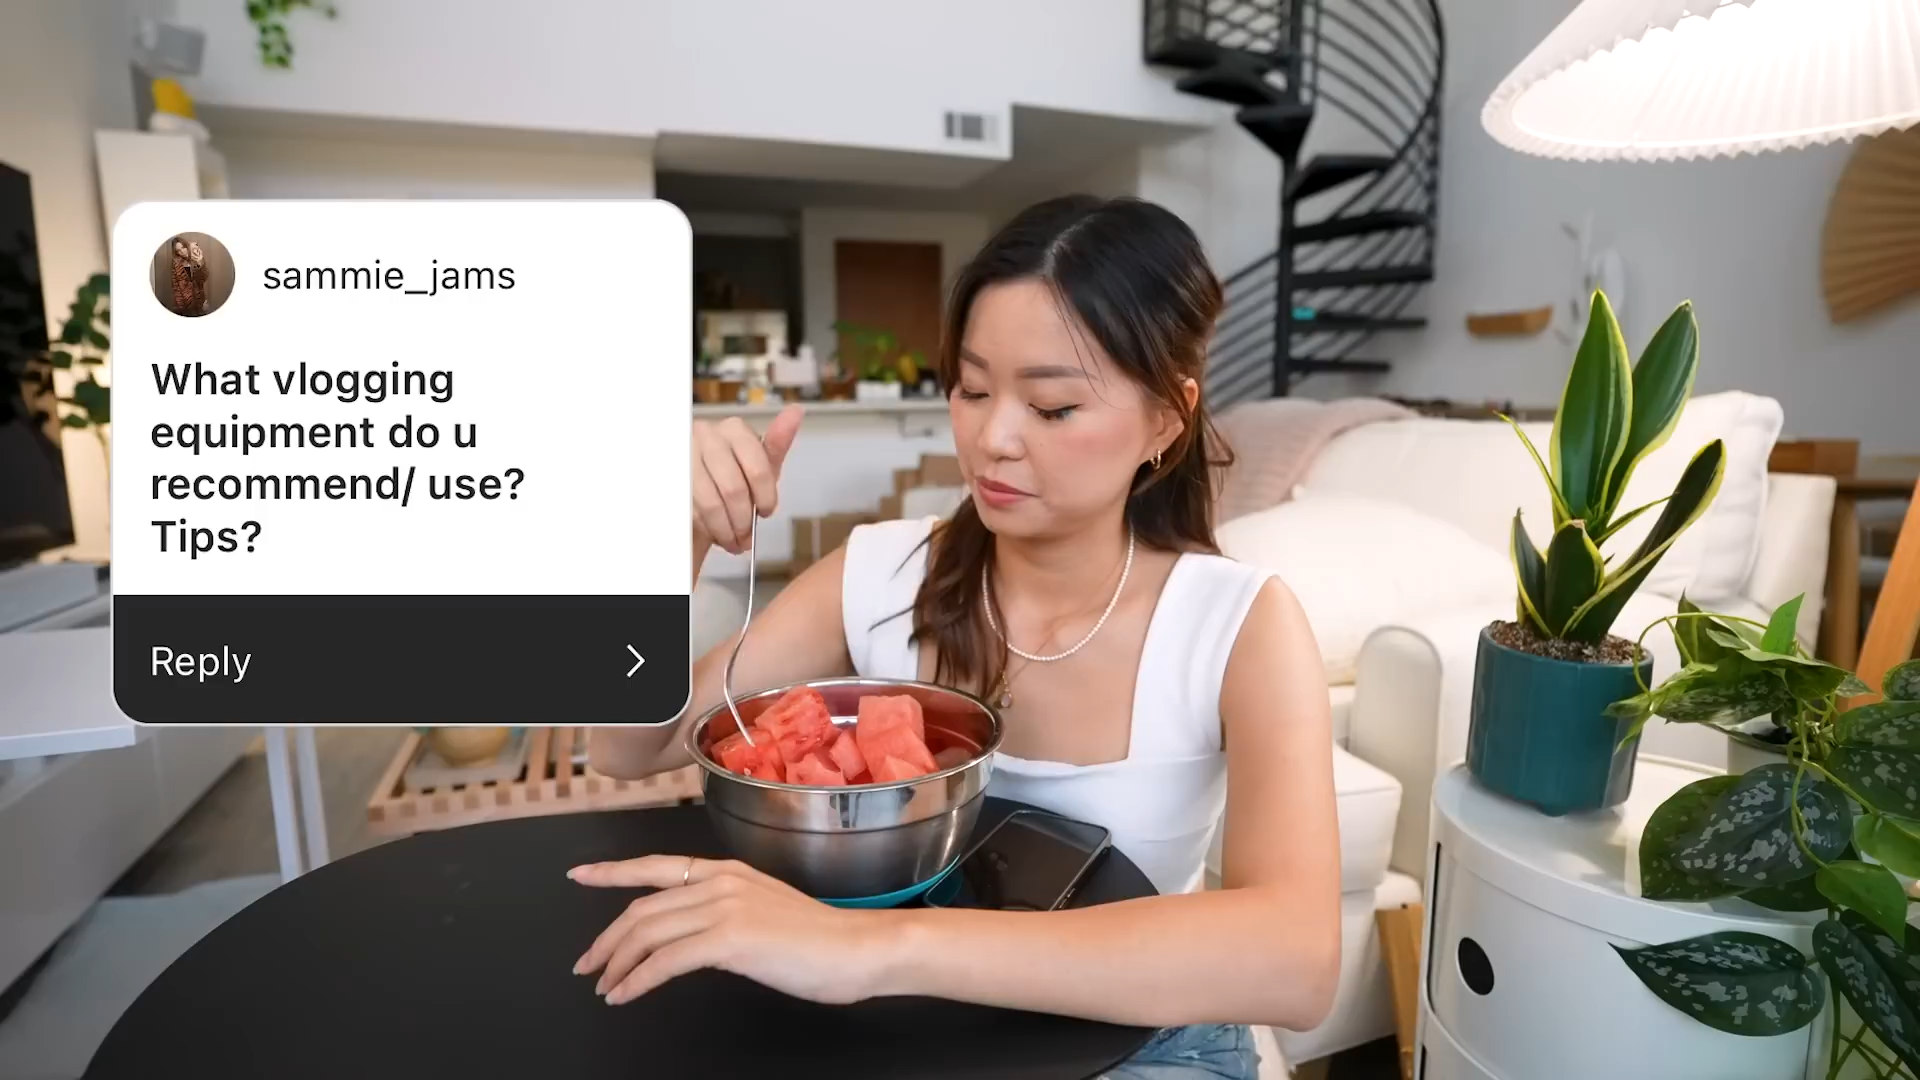 sammie_jams
What vlogging
equipment do u
recommend/ use?
Tips?
Reply